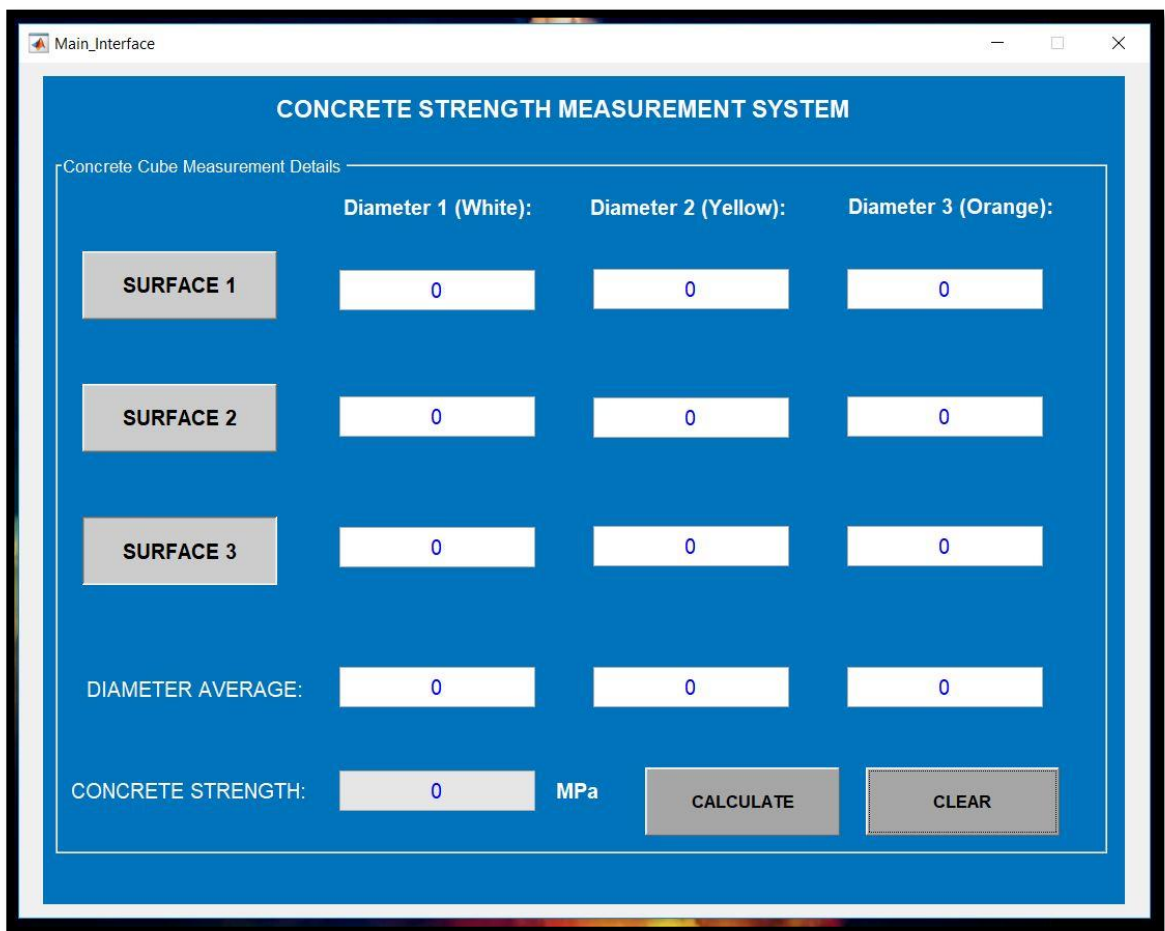 Main_Interface
CONCRETE STRENGTH MEASUREMENT SYSTEM
Concrete Cube Measurement Details
Diameter 1 (White): Diameter 2 (Yellow): Diameter 3 (Orange):
SURFACE 1 0 0 0
SURFACE 2 0 0 0
SURFACE 3 0 0 0
DIAMETER AVERAGE: 0 0 0
CONCRETE STRENGTH: 0 MPa CALCULATE CLEAR